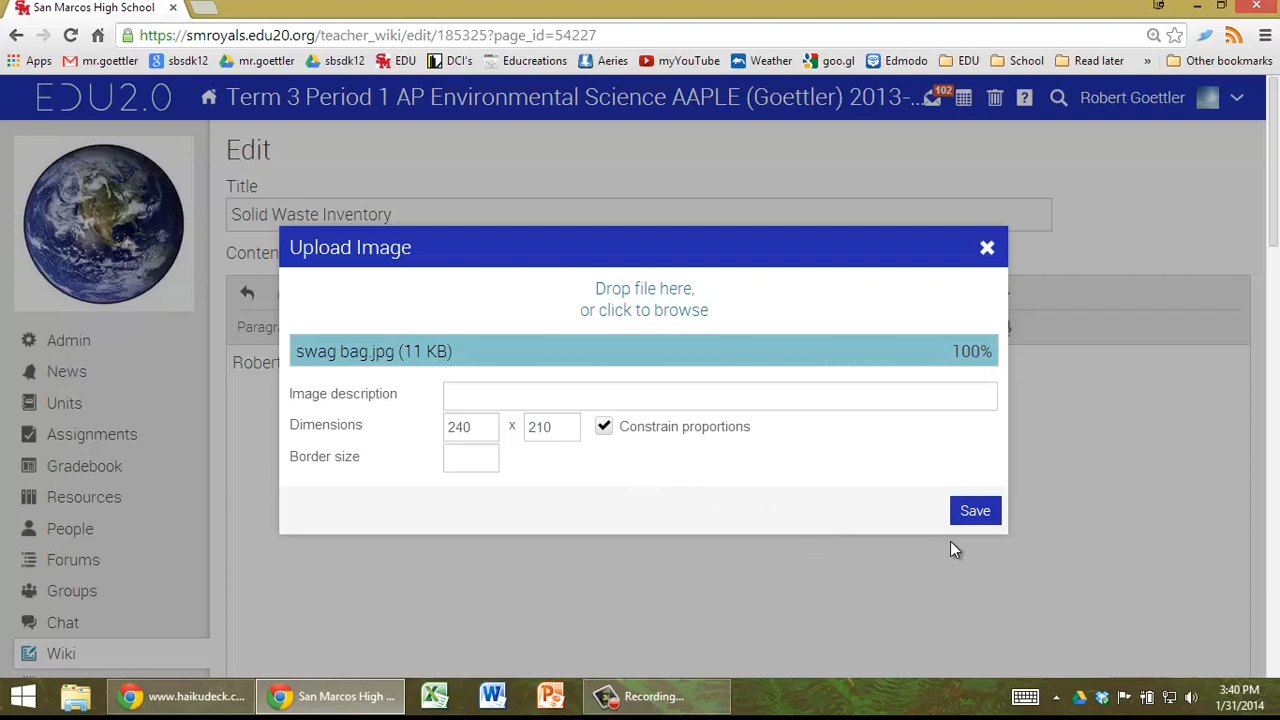 San Marcos High School
https://smroyals.edu20.org/teacher_wiki/edit/185325?page_id=54227
Apps mr.goettler sbsdk12 mr.goettler sbsdk12 EDU DCI's Educreations Aeries myYouTube Weather goo.gl Edmodo EDU School Read later » Other bookmarks
EDU2.0 Term 3 Period 1 AP Environmental Science AAPLE (Goettler) 2013-... 102 Robert Goettler
Edit
Title
Solid Waste Inventory
Conten
Upload Image
Drop file here,
or click to browse
Paragr
swag bag.jpg (11 KB) 100%
Robert
Image description
Dimensions 240 x 210 Constrain proportions
Border size
Save
Admin
News
Units
Assignments
Gradebook
Resources
People
Forums
Groups
Chat
Wiki
www.haikudeck.c...
San Marcos High ...
Recording...
3:40 PM
1/31/2014